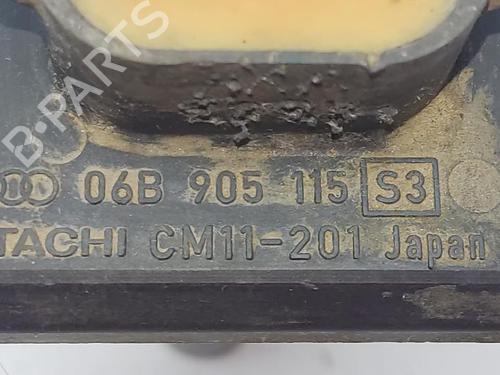 06B 905 115 S3
TACHI CM11-201 Japan
B-PARTS